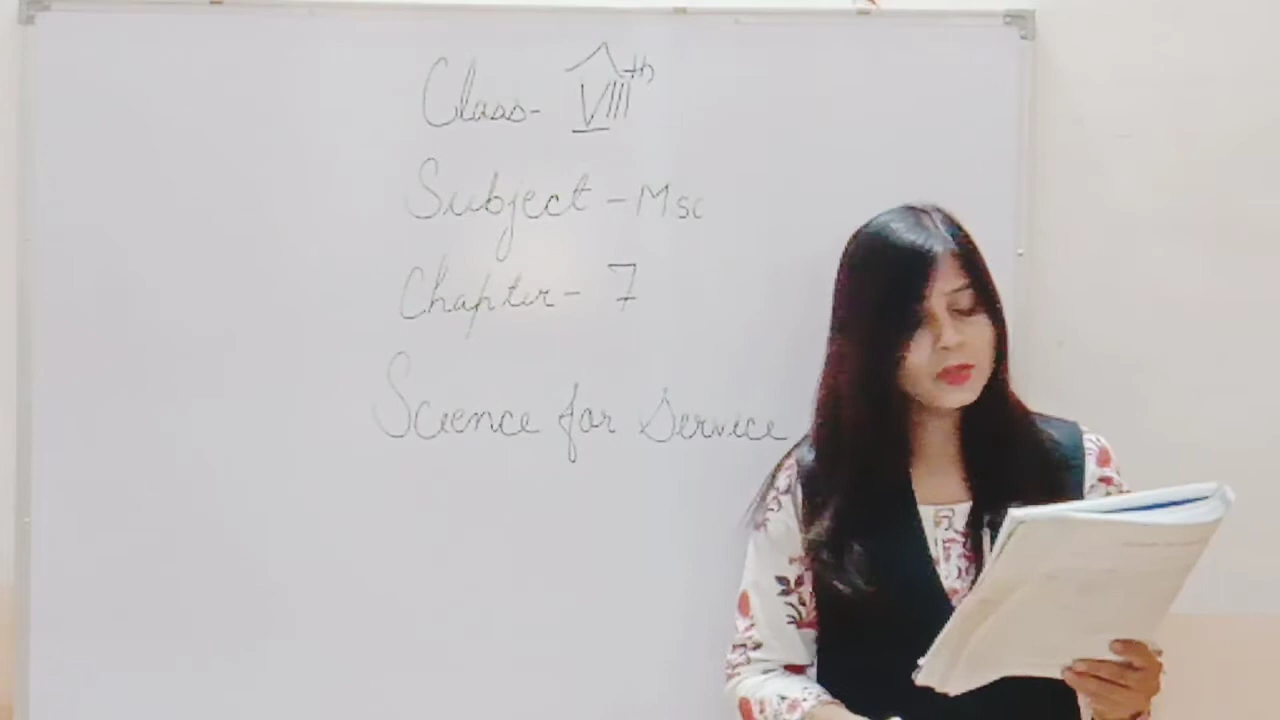 Class- VIIIth
Subject - Msc
Chapter - 7
Science for Service